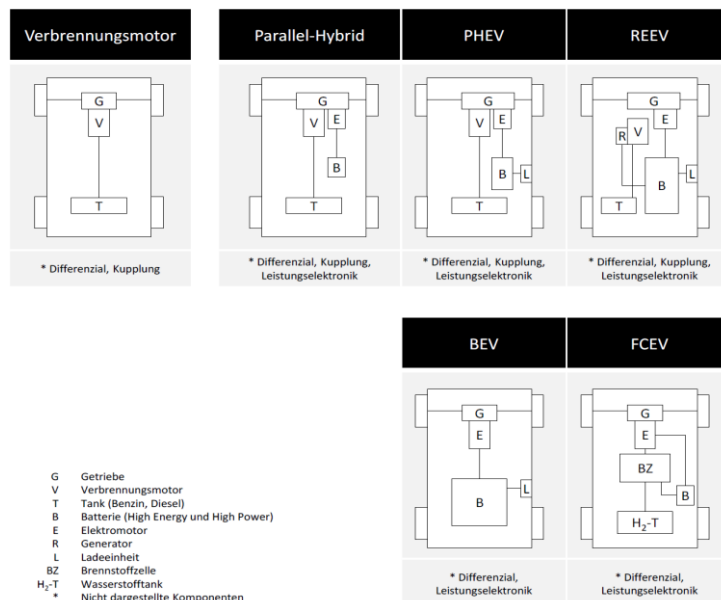 Verbrennungsmotor
G
V
T
* Differenzial, Kupplung
Parallel-Hybrid
G
V
E
B
T
* Differenzial, Kupplung,
Leistungselektronik
PHEV
G
V
E
B
L
T
* Differenzial, Kupplung,
Leistungselektronik
REEV
G
E
R
V
B
L
T
* Differenzial, Kupplung,
Leistungselektronik
BEV
G
E
B
L
* Differenzial,
Leistungselektronik
FCEV
G
E
BZ
B
H₂-T
* Differenzial,
Leistungselektronik
G Getriebe
V Verbrennungsmotor
T Tank (Benzin, Diesel)
B Batterie (High Energy und High Power)
E Elektromotor
R Generator
L Ladeeinheit
BZ Brennstoffzelle
H₂-T Wasserstofftank
* Nicht dargestellte Komponenten